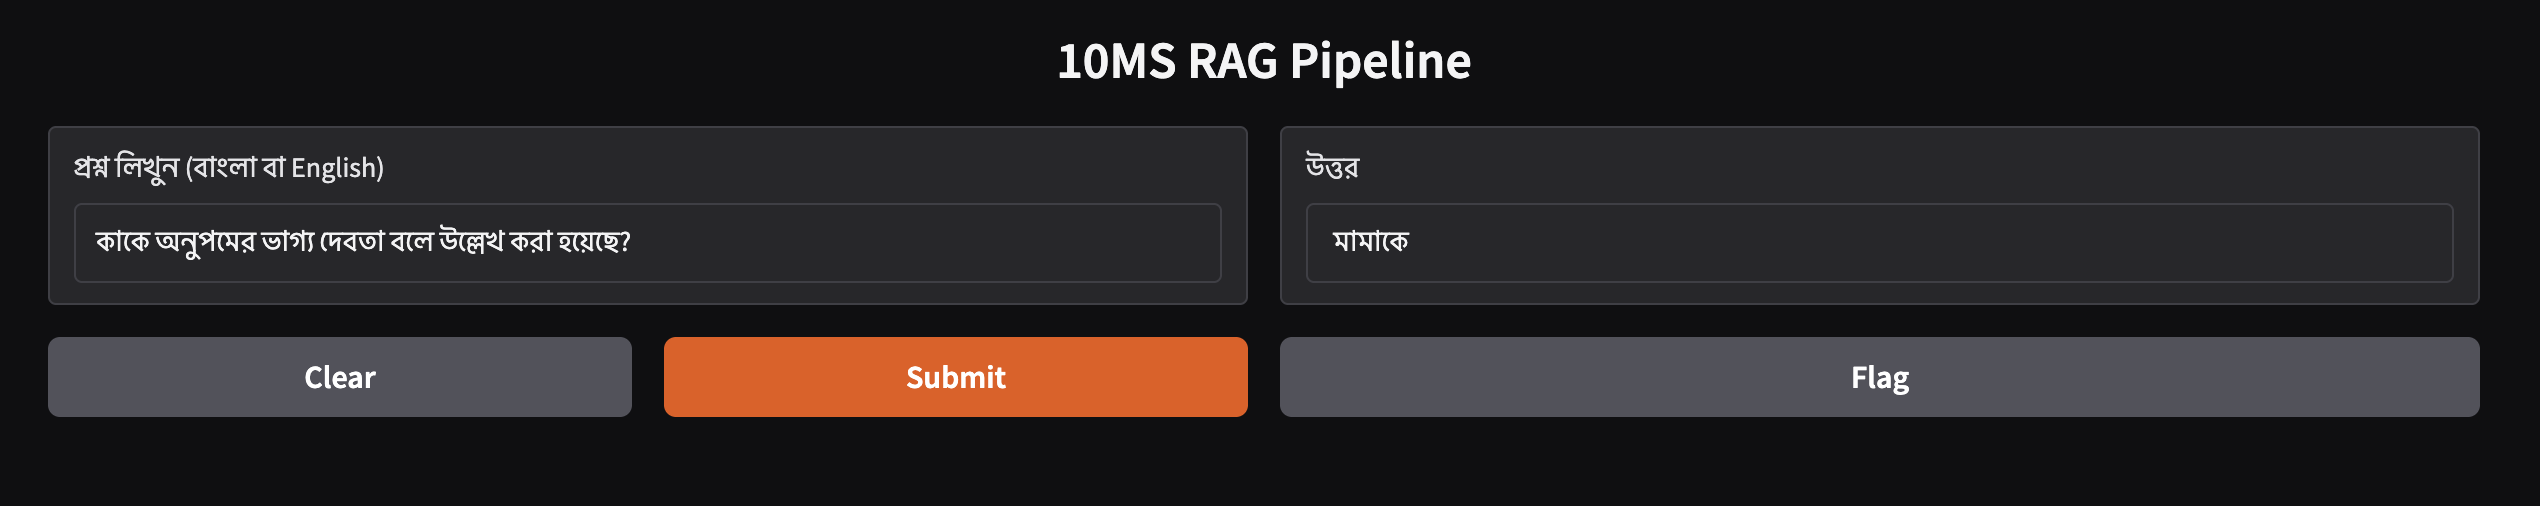 10MS RAG Pipeline
প্রশ্ন লিখুন (বাংলা বা English)
কাকে অনুপমের ভাগ্য দেবতা বলে উল্লেখ করা হয়েছে?
উত্তর
মামাকে
Clear
Submit
Flag